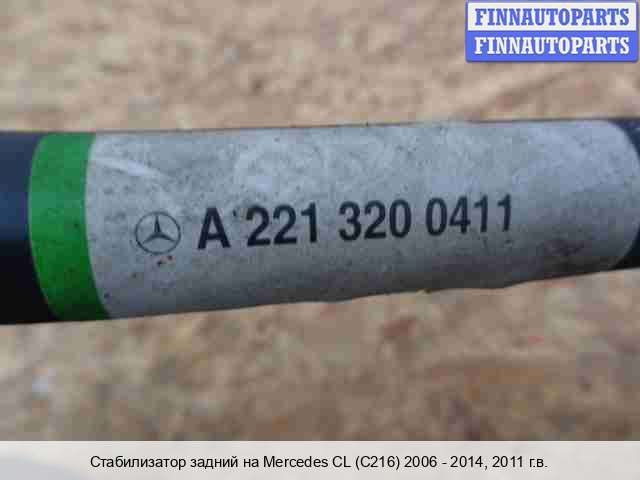 FINNAUTOPARTS
FINNAUTOPARTS
A 221 320 0411
Стабилизатор задний на Mercedes CL (C216) 2006 - 2014, 2011 г.в.